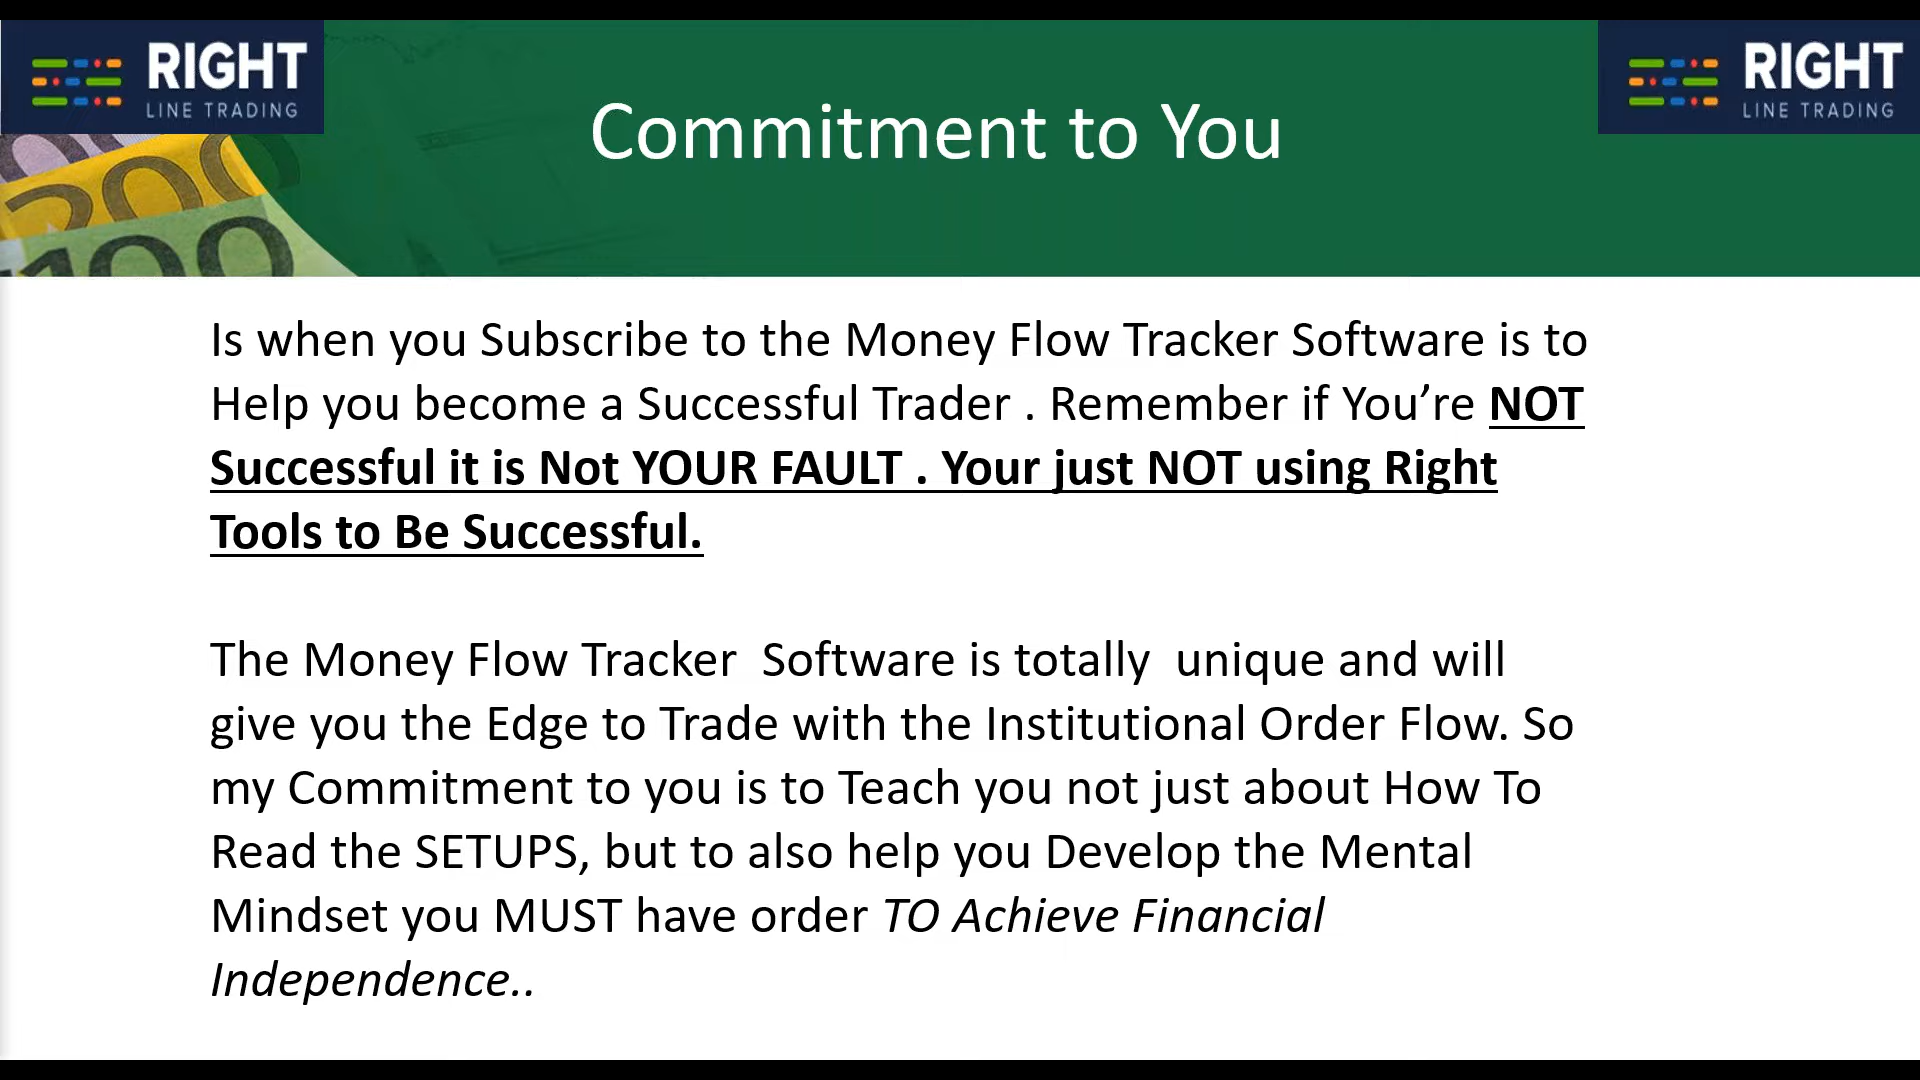 RIGHT
LINE TRADING
RIGHT
LINE TRADING
Commitment to You
200
100
Is when you Subscribe to the Money Flow Tracker Software is to
Help you become a Successful Trader . Remember if You’re NOT
Successful it is Not YOUR FAULT . Your just NOT using Right
Tools to Be Successful.
The Money Flow Tracker  Software is totally  unique and will
give you the Edge to Trade with the Institutional Order Flow. So
my Commitment to you is to Teach you not just about How To
Read the SETUPS, but to also help you Develop the Mental
Mindset you MUST have order TO Achieve Financial
Independence..